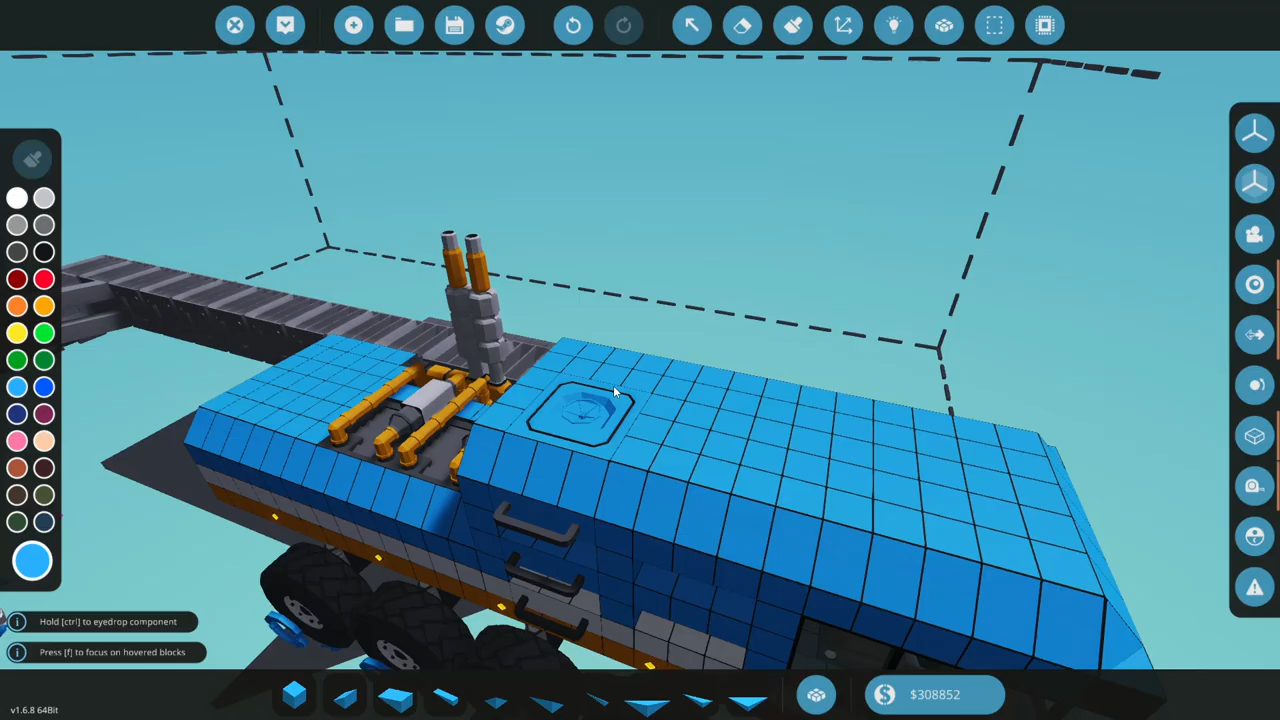 Hold [ctrl] to eyedrop component
Press [f] to focus on hovered blocks
v1.6.8 64Bit
$308852